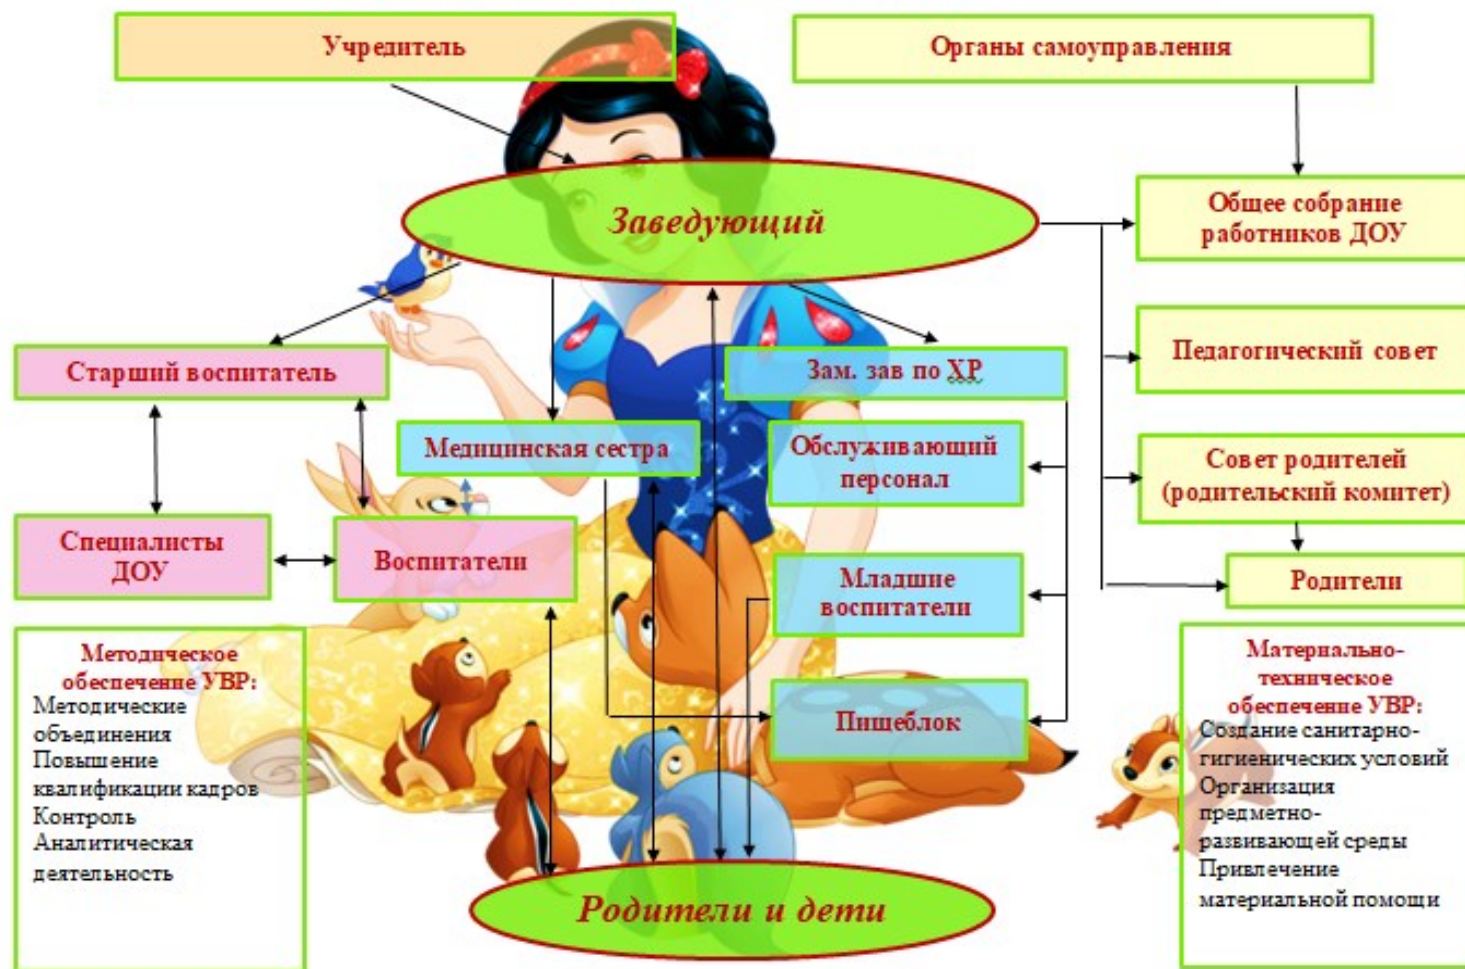 Учредитель
Органы самоуправления
Заведующий
Общее собрание
работников ДОУ
Старший воспитатель
Зам. зав по ХР
Педагогический совет
Медицинская сестра
Обслуживающий
персонал
Совет родителей
(родительский комитет)
Специалисты
ДОУ
Воспитатели
Младшие
воспитатели
Родители
Пищеблок
Методическое
обеспечение УВР:
Методические
объединения
Повышение
квалификации кадров
Контроль
Аналитическая
деятельность
Материально-
техническое
обеспечение УВР:
Создание санитарно-
гигиенических условий
Организация
предметно-
развивающей среды
Привлечение
материальной помощи
Родители и дети